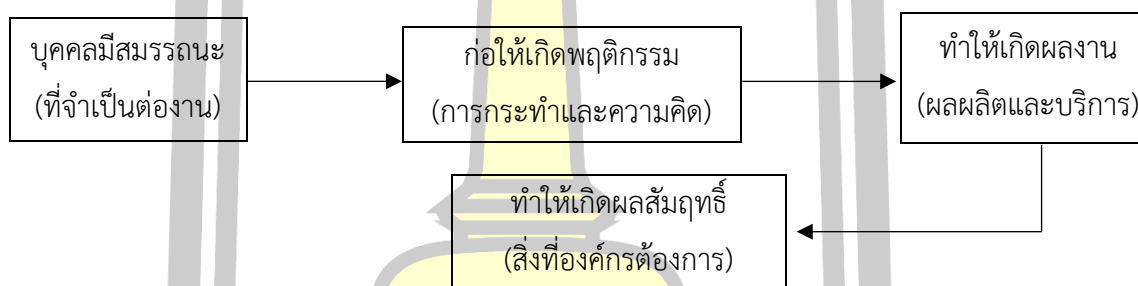 บุคคลมีสมรรถนะ
(ที่จำเป็นต่องาน)
ก่อให้เกิดพฤติกรรม
(การกระทำและความคิด)
ทำให้เกิดผลงาน
(ผลผลิตและบริการ)
ทำให้เกิดผลสัมฤทธิ์
(สิ่งที่องค์กรต้องการ)